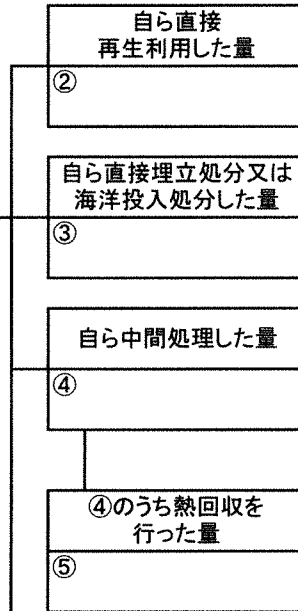 自ら直接
再生利用した量
②
自ら直接埋立処分又は
海洋投入処分した量
③
自ら中間処理した量
④
④のうち熱回収を
行った量
⑤